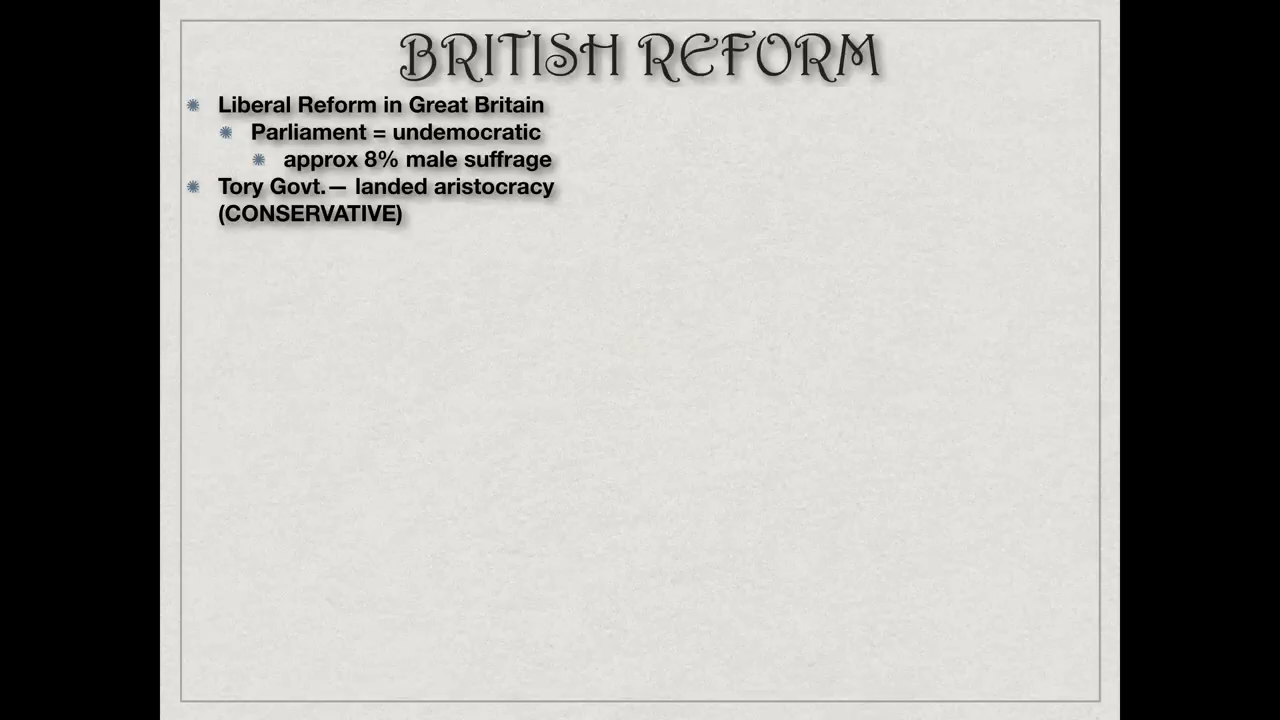 BRITISH REFORM
Liberal Reform in Great Britain
Parliament = undemocratic
approx 8% male suffrage
Tory Govt.— landed aristocracy
(CONSERVATIVE)